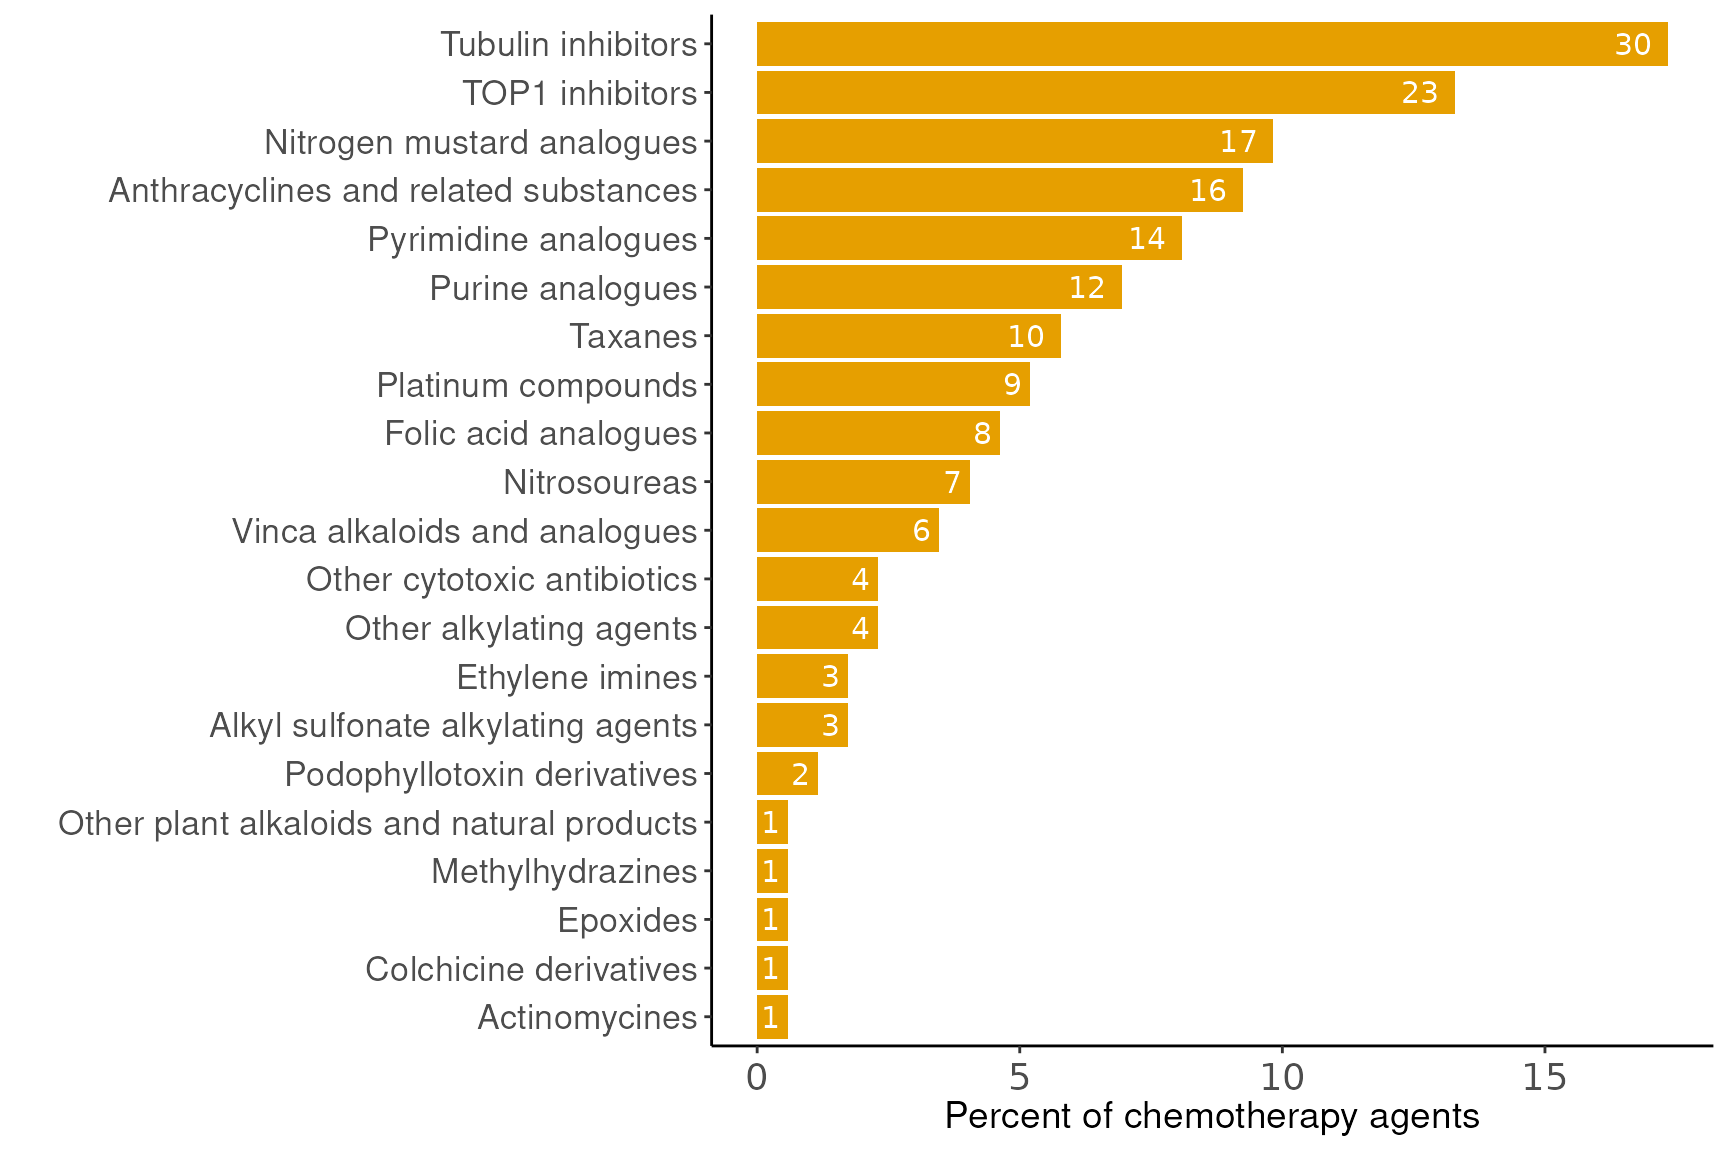 Tubulin inhibitors 30
TOP1 inhibitors 23
Nitrogen mustard analogues 17
Anthracyclines and related substances 16
Pyrimidine analogues 14
Purine analogues 12
Taxanes 10
Platinum compounds 9
Folic acid analogues 8
Nitrosoureas 7
Vinca alkaloids and analogues 6
Other cytotoxic antibiotics 4
Other alkylating agents 4
Ethylene imines 3
Alkyl sulfonate alkylating agents 3
Podophyllotoxin derivatives 2
Other plant alkaloids and natural products 1
Methylhydrazines 1
Epoxides 1
Colchicine derivatives 1
Actinomycines 1
0 5 10 15
Percent of chemotherapy agents